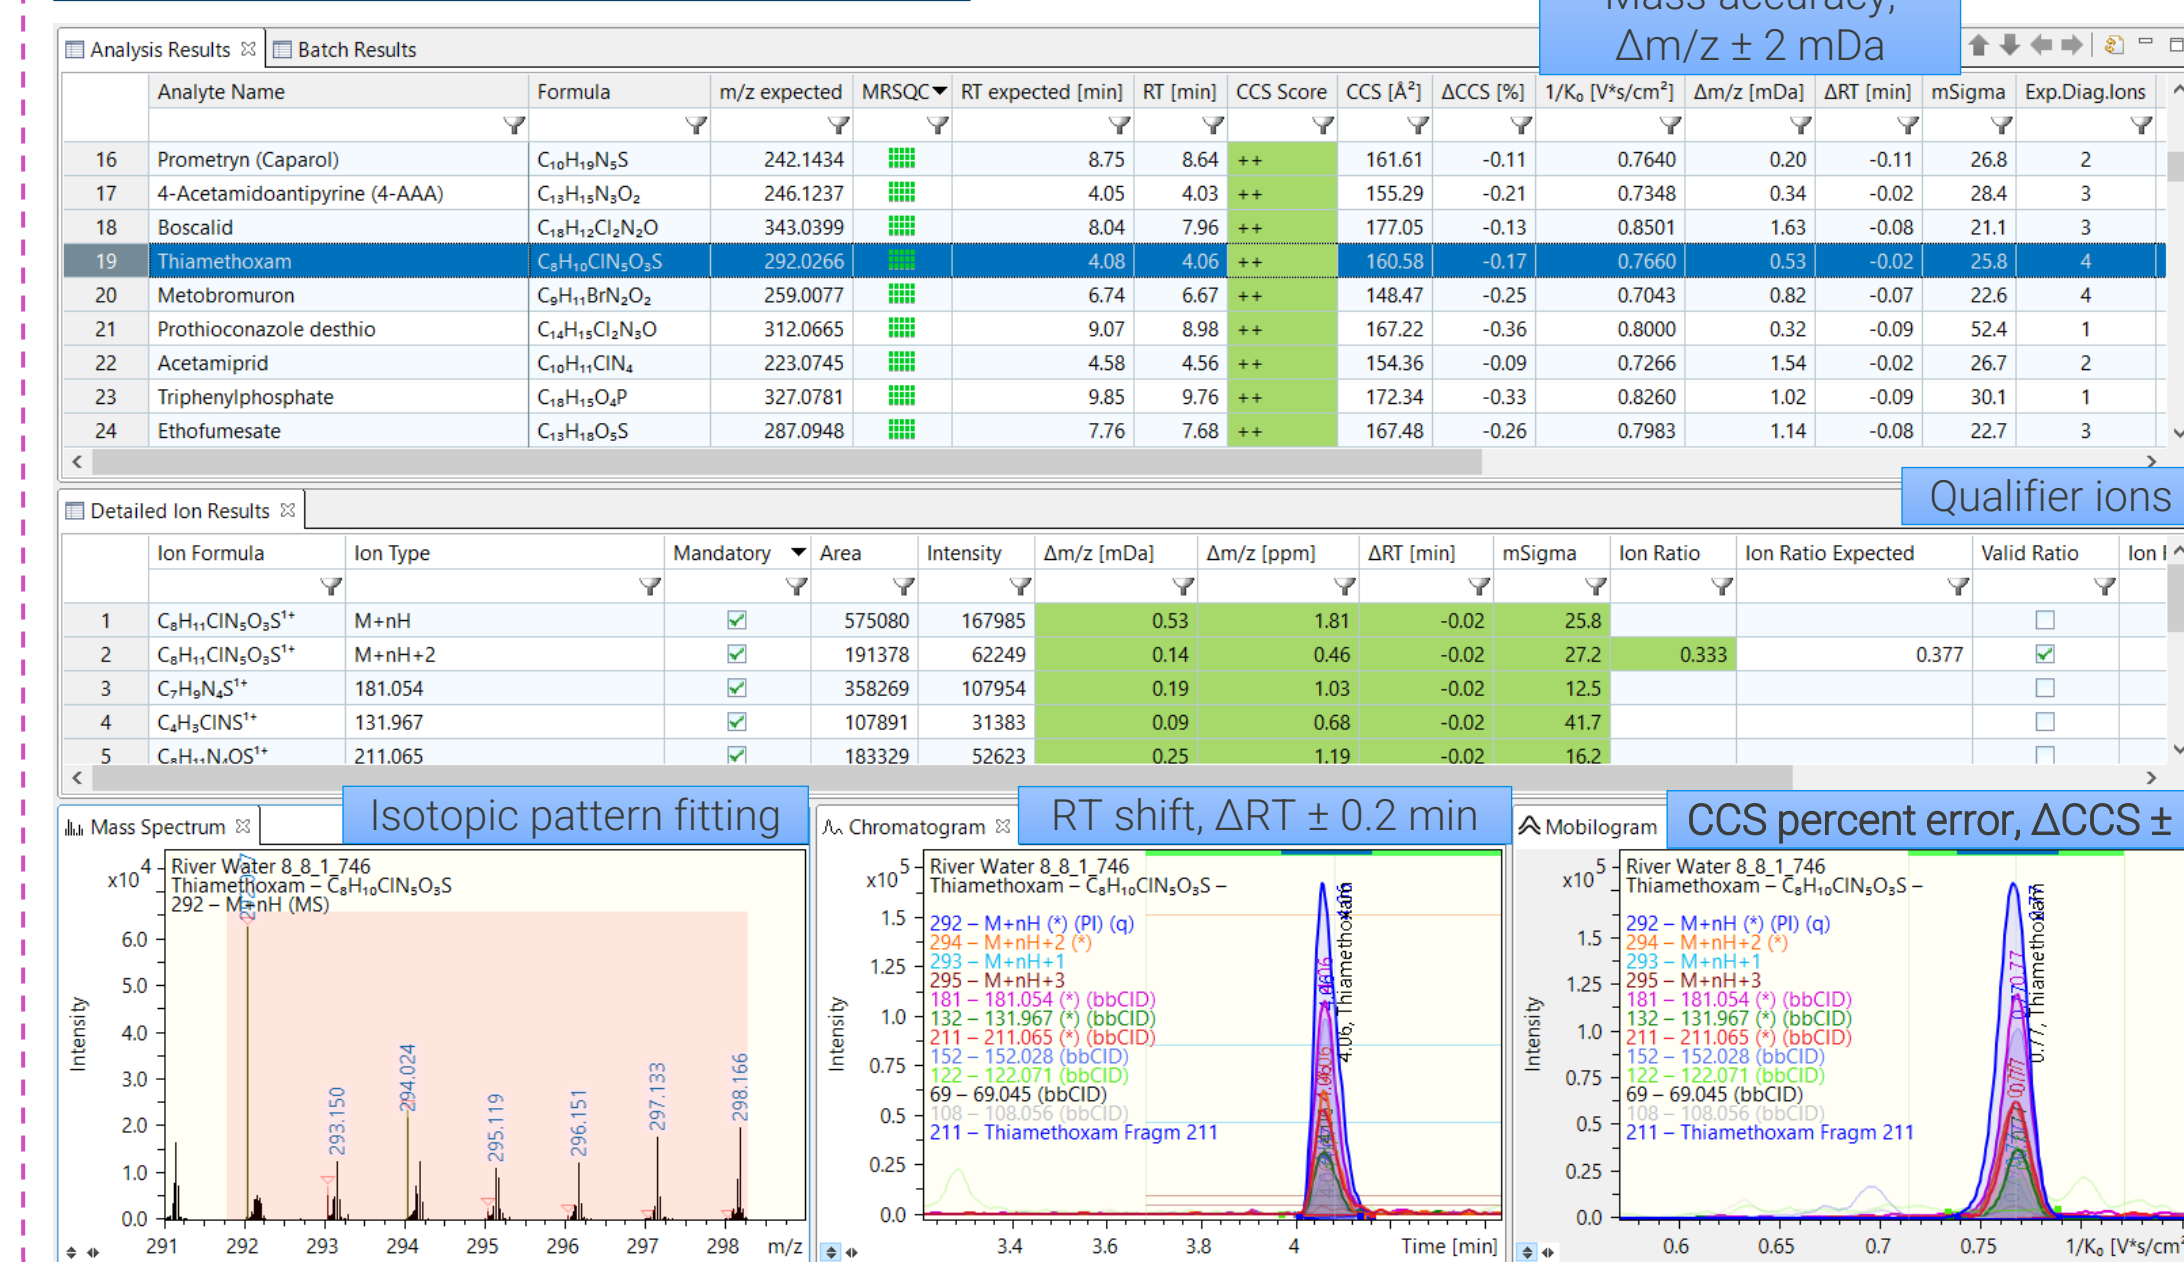 Mass accuracy,
Δm/z ± 2 mDa
Analysis Results Batch Results
Analyte Name Formula m/z expected MRSQC RT expected [min] RT [min] CCS Score CCS [Å²] ΔCCS [%] 1/K₀ [V*s/cm²] Δm/z [mDa] ΔRT [min] mSigma Exp.Diag.Ions
16 Prometryn (Caparol) C₁₀H₁₉N₅S 242.1434 8.75 8.64 ++ 161.61 -0.11 0.7640 0.20 -0.11 26.8 2
17 4-Acetamidoantipyrine (4-AAA) C₁₃H₁₅N₃O₂ 246.1237 4.05 4.03 ++ 155.29 -0.21 0.7348 0.34 -0.02 28.4 3
18 Boscalid C₁₈H₁₂Cl₂N₂O 343.0399 8.04 7.96 ++ 177.05 -0.13 0.8501 1.63 -0.08 21.1 3
19 Thiamethoxam C₈H₁₀ClN₅O₃S 292.0266 4.08 4.06 ++ 160.58 -0.17 0.7660 0.53 -0.02 25.8 4
20 Metobromuron C₉H₁₁BrN₂O₂ 259.0077 6.74 6.67 ++ 148.47 -0.25 0.7043 0.82 -0.07 22.6 4
21 Prothioconazole desthio C₁₄H₁₅Cl₂N₃O 312.0665 9.07 8.98 ++ 167.22 -0.36 0.8000 0.32 -0.09 52.4 1
22 Acetamiprid C₁₀H₁₁ClN₄ 223.0745 4.58 4.56 ++ 154.36 -0.09 0.7266 1.54 -0.02 26.7 2
23 Triphenylphosphate C₁₈H₁₅O₄P 327.0781 9.85 9.76 ++ 172.34 -0.33 0.8260 1.02 -0.09 30.1 1
24 Ethofumesate C₁₃H₁₈O₅S 287.0948 7.76 7.68 ++ 167.48 -0.26 0.7983 1.14 -0.08 22.7 3
Qualifier ions
Detailed Ion Results
Ion Formula Ion Type Mandatory Area Intensity Δm/z [mDa] Δm/z [ppm] ΔRT [min] mSigma Ion Ratio Ion Ratio Expected Valid Ratio Ion
1 C₈H₁₁ClN₅O₃S¹⁺ M+nH 575080 167985 0.53 1.81 -0.02 25.8
2 C₈H₁₁ClN₅O₃S¹⁺ M+nH+2 191378 62249 0.14 0.46 -0.02 27.2 0.333 0.377
3 C₇H₉N₄S¹⁺ 181.054 358269 107954 0.19 1.03 -0.02 12.5
4 C₄H₃ClNS¹⁺ 131.967 107891 31383 0.09 0.68 -0.02 41.7
5 C₈H₁₁N₄OS¹⁺ 211.065 183329 52623 0.25 1.19 -0.02 16.2
Mass Spectrum
Isotopic pattern fitting
River Water 8_8_1_746
Thiamethoxam – C₈H₁₀ClN₅O₃S
292 – M+nH (MS)
x10⁴
6.0
5.0
4.0
3.0
2.0
1.0
0.0
Intensity
293.150
294.024
295.119
296.151
297.133
298.166
291 292 293 294 295 296 297 298 m/z
Chromatogram
RT shift, ΔRT ± 0.2 min
River Water 8_8_1_746
Thiamethoxam – C₈H₁₀ClN₅O₃S –
292 – M+nH (*) (PI) (q)
294 – M+nH+2 (*)
293 – M+nH+1
295 – M+nH+3
181 – 181.054 (*) (bbCID)
132 – 131.967 (*) (bbCID)
211 – 211.065 (*) (bbCID)
152 – 152.028 (bbCID)
122 – 122.071 (bbCID)
69 – 69.045 (bbCID)
108 – 108.056 (bbCID)
211 – Thiamethoxam Fragm 211
x10⁵
1.5
1.25
1.0
0.75
0.5
0.25
0.0
Intensity
4.06, Thiamethoxam
3.4 3.6 3.8 4 Time [min]
Mobilogram
CCS percent error, ΔCCS ±
River Water 8_8_1_746
Thiamethoxam – C₈H₁₀ClN₅O₃S –
292 – M+nH (*) (PI) (q)
294 – M+nH+2 (*)
293 – M+nH+1
295 – M+nH+3
181 – 181.054 (*) (bbCID)
132 – 131.967 (*) (bbCID)
211 – 211.065 (*) (bbCID)
152 – 152.028 (bbCID)
122 – 122.071 (bbCID)
69 – 69.045 (bbCID)
108 – 108.056 (bbCID)
211 – Thiamethoxam Fragm 211
x10⁵
1.5
1.25
1.0
0.75
0.5
0.25
0.0
Intensity
0.77, Thiamethoxam
0.6 0.65 0.7 0.75 1/K₀ [V*s/cm²